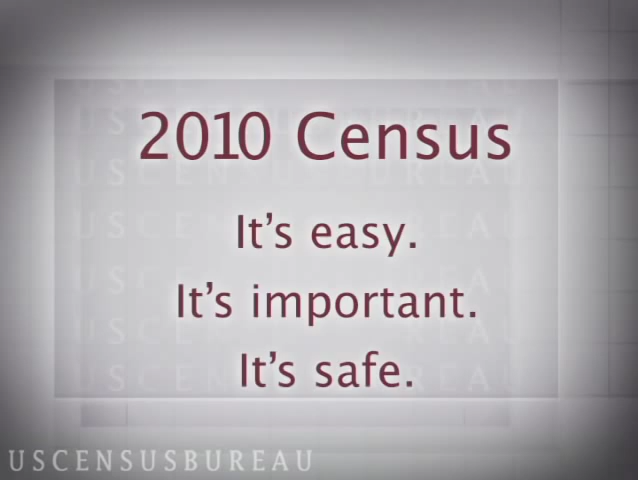 2010 Census
It's easy.
It's important.
It's safe.
USCENSUSBUREAU